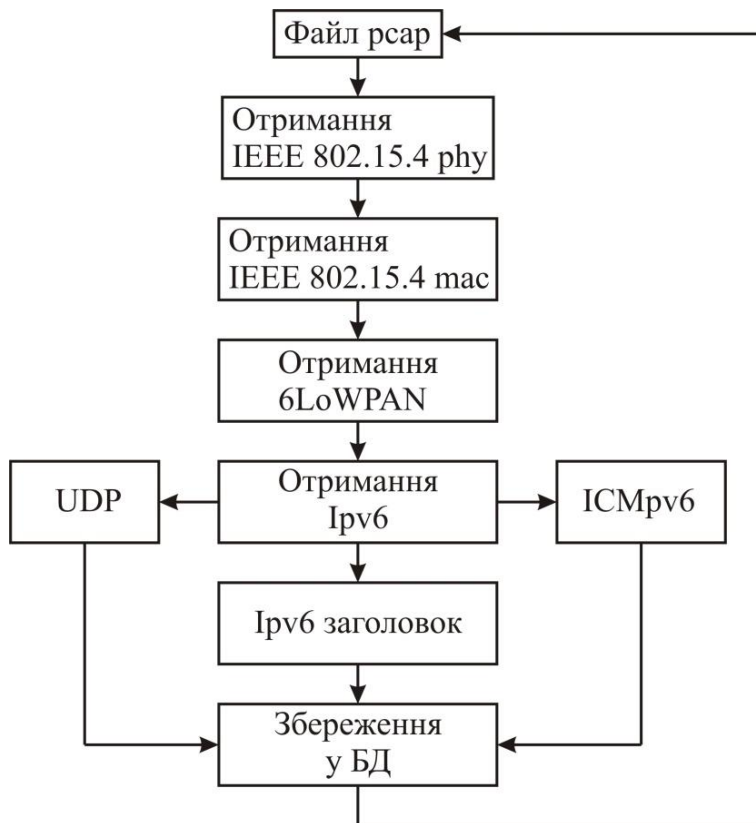 Файл pcap
Отримання
IEEE 802.15.4 phy
Отримання
IEEE 802.15.4 mac
Отримання
6LoWPAN
UDP
Отримання
Ipv6
ICMpv6
Ipv6 заголовок
Збереження
у БД